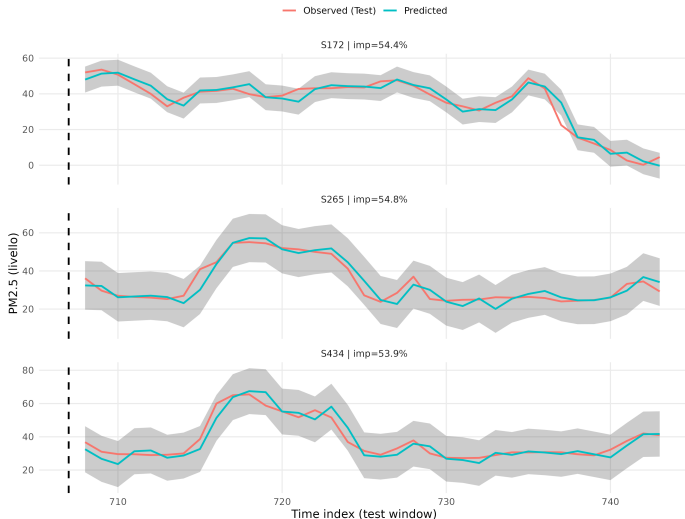 Observed (Test) Predicted
S172 | imp=54.4%
60
40
20
0
S265 | imp=54.8%
60
40
20
S434 | imp=53.9%
80
60
40
20
PM2.5 (livello)
710 720 730 740
Time index (test window)